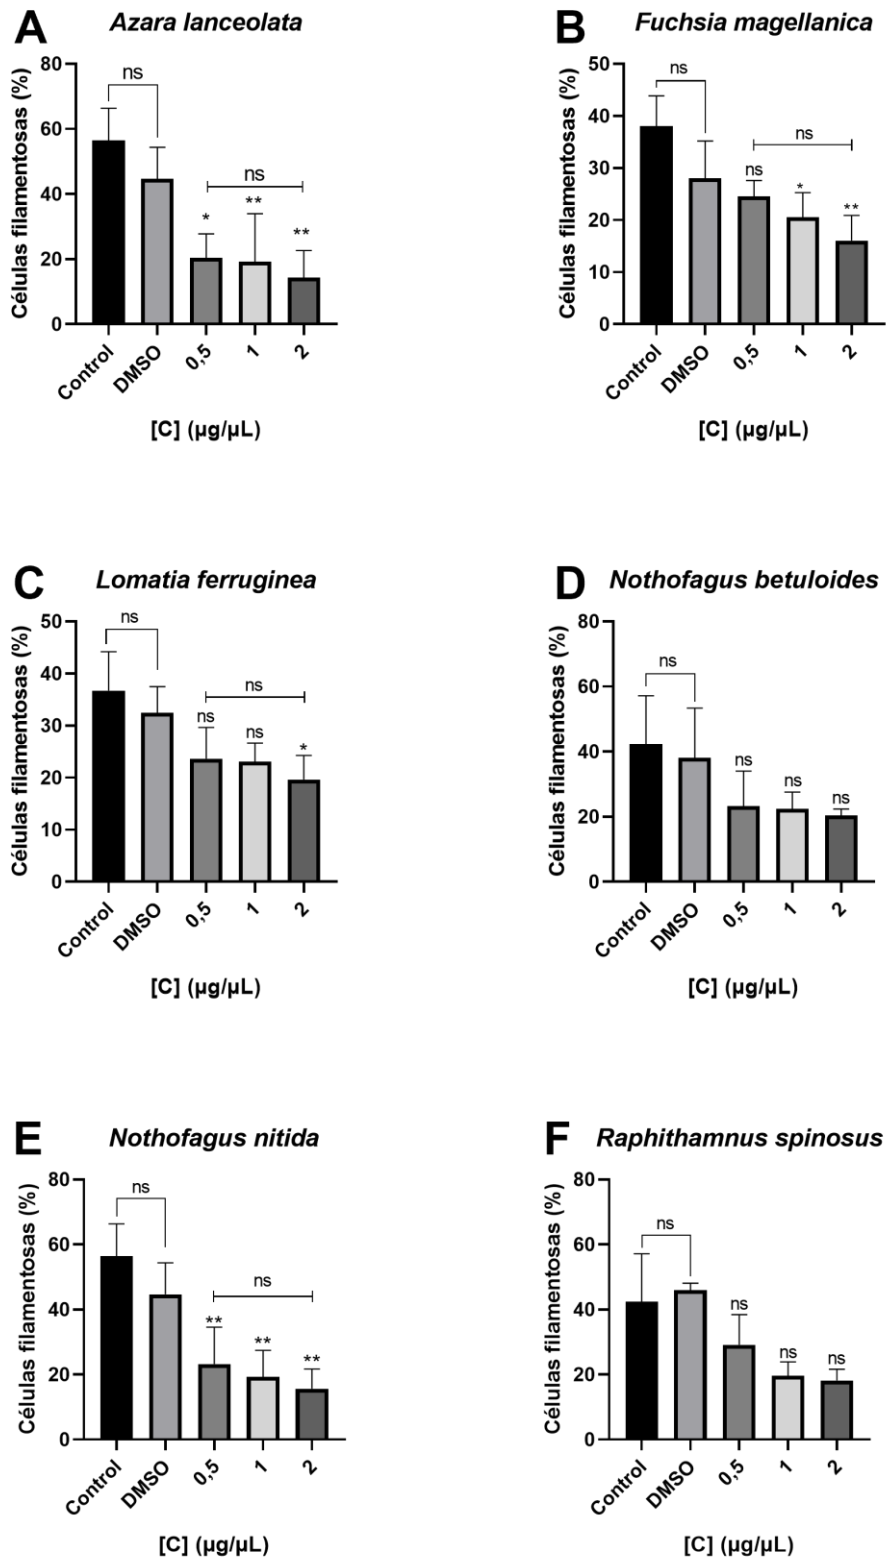 A
Azara lanceolata
Células filamentosas (%)
80
60
40
20
0
ns
*
**
**
ns
Control
DMSO
0,5
1
2
[C] (µg/µL)
B
Fuchsia magellanica
Células filamentosas (%)
50
40
30
20
10
0
ns
ns
*
**
ns
Control
DMSO
0,5
1
2
[C] (µg/µL)
C
Lomatia ferruginea
Células filamentosas (%)
50
40
30
20
10
0
ns
ns
ns
*
ns
Control
DMSO
0,5
1
2
[C] (µg/µL)
D
Nothofagus betuloides
Células filamentosas (%)
80
60
40
20
0
ns
ns
ns
ns
Control
DMSO
0,5
1
2
[C] (µg/µL)
E
Nothofagus nitida
Células filamentosas (%)
80
60
40
20
0
ns
**
**
**
ns
Control
DMSO
0,5
1
2
[C] (µg/µL)
F
Raphithamnus spinosus
Células filamentosas (%)
80
60
40
20
0
ns
ns
ns
ns
Control
DMSO
0,5
1
2
[C] (µg/µL)